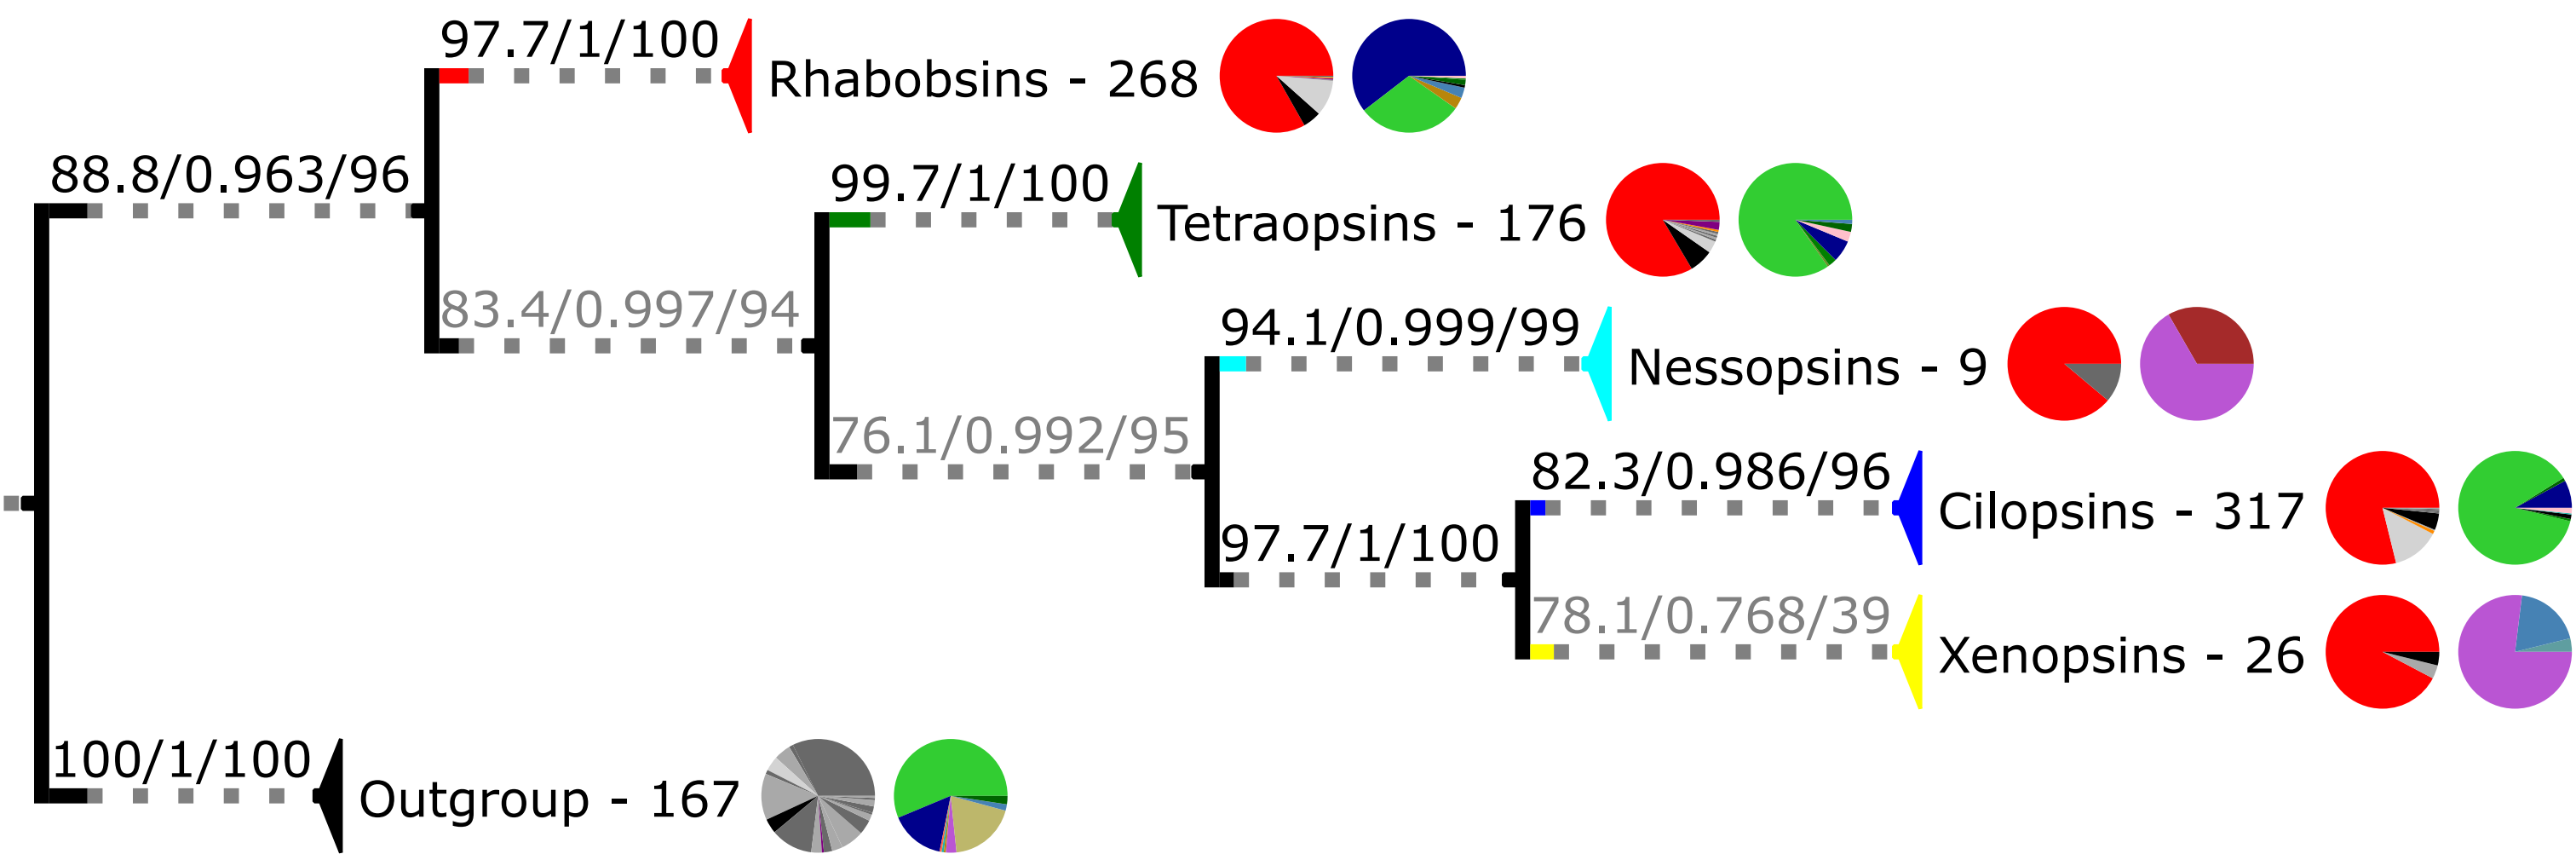 97.7/1/100
Rhabobsins - 268
88.8/0.963/96
99.7/1/100
Tetraopsins - 176
83.4/0.997/94
94.1/0.999/99
Nessopsins - 9
76.1/0.992/95
82.3/0.986/96
Cilopsins - 317
97.7/1/100
78.1/0.768/39
Xenopsins - 26
100/1/100
Outgroup - 167